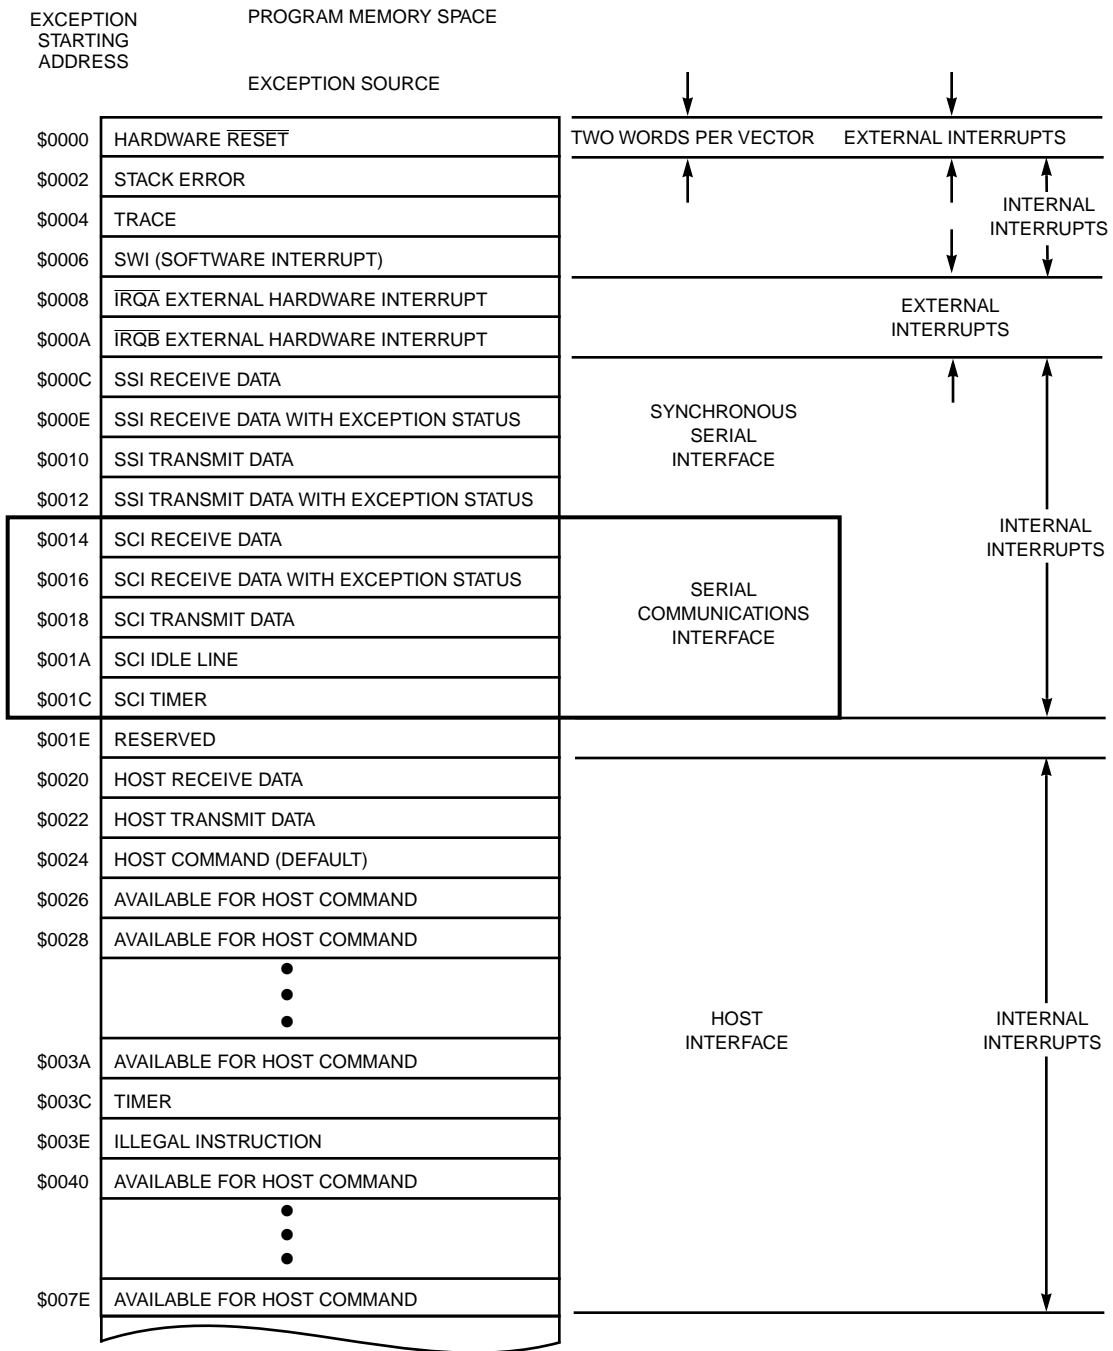 EXCEPTION
STARTING
ADDRESS
PROGRAM MEMORY SPACE
EXCEPTION SOURCE
$0000 HARDWARE RESET TWO WORDS PER VECTOR EXTERNAL INTERRUPTS
$0002 STACK ERROR
INTERNAL
INTERRUPTS
$0004 TRACE
$0006 SWI (SOFTWARE INTERRUPT)
$0008 IRQA EXTERNAL HARDWARE INTERRUPT
EXTERNAL
INTERRUPTS
$000A IRQB EXTERNAL HARDWARE INTERRUPT
$000C SSI RECEIVE DATA
$000E SSI RECEIVE DATA WITH EXCEPTION STATUS
SYNCHRONOUS
SERIAL
INTERFACE
$0010 SSI TRANSMIT DATA
$0012 SSI TRANSMIT DATA WITH EXCEPTION STATUS
$0014 SCI RECEIVE DATA
INTERNAL
INTERRUPTS
$0016 SCI RECEIVE DATA WITH EXCEPTION STATUS
SERIAL
COMMUNICATIONS
INTERFACE
$0018 SCI TRANSMIT DATA
$001A SCI IDLE LINE
$001C SCI TIMER
$001E RESERVED
$0020 HOST RECEIVE DATA
$0022 HOST TRANSMIT DATA
$0024 HOST COMMAND (DEFAULT)
$0026 AVAILABLE FOR HOST COMMAND
$0028 AVAILABLE FOR HOST COMMAND
HOST
INTERFACE
INTERNAL
INTERRUPTS
$003A AVAILABLE FOR HOST COMMAND
$003C TIMER
$003E ILLEGAL INSTRUCTION
$0040 AVAILABLE FOR HOST COMMAND
$007E AVAILABLE FOR HOST COMMAND